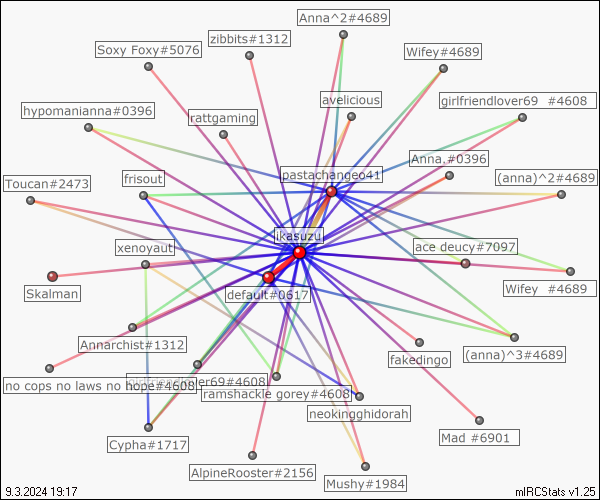 Anna^2#4689
zibbits#1312
Soxy Foxy#5076
Wifey#4689
avelicious
girlfriendlover69 #4608
hypomanianna#0396
rattgaming
Anna,#0396
pastachangeo41
(anna)^2#4689
Toucan#2473
frisout
ikasuzu
xenoyaut
ace deucy#7097
Skalman
default#0617
Wifey #4689
Annarchist#1312
fakedingo
(anna)^3#4689
no cops no laws no hope#4608
girlfriendlover69#4608
ramshackle gorey#4608
neokingghidorah
Cypha#1717
Mad #6901
AlpineRooster#2156
Mushy#1984
9.3.2024 19:17
mIRCStats v1.25